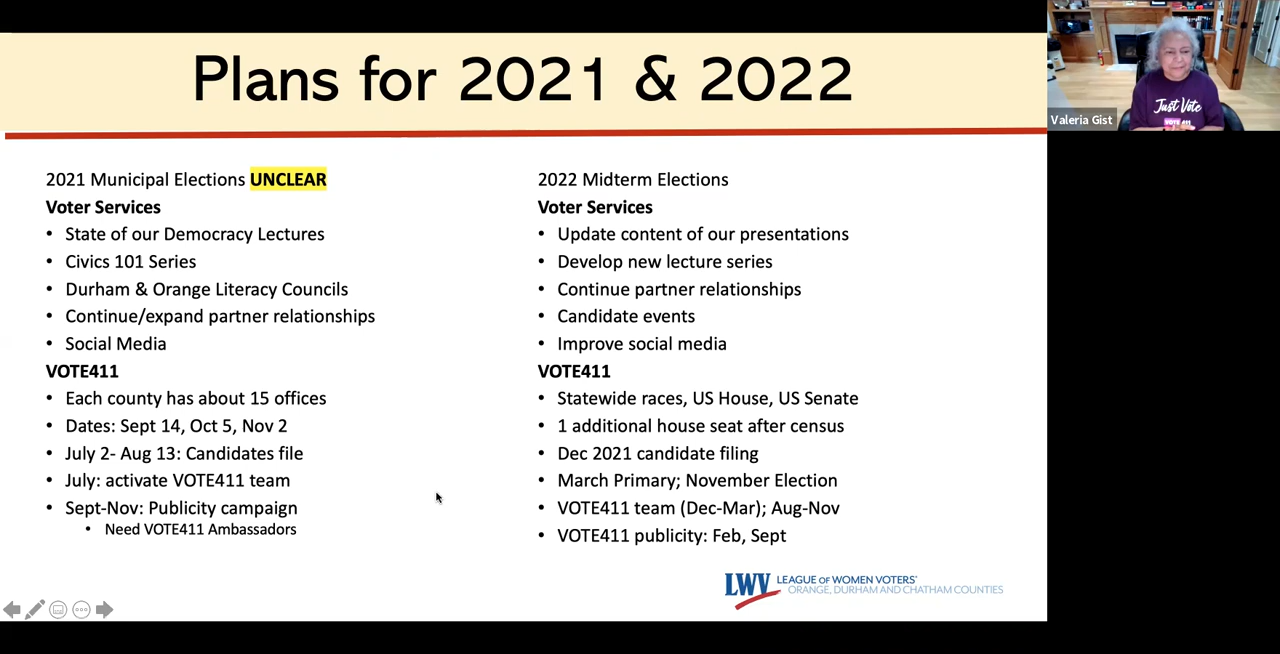 Plans for 2021 & 2022
2021 Municipal Elections UNCLEAR
Voter Services
• State of our Democracy Lectures
• Civics 101 Series
• Durham & Orange Literacy Councils
• Continue/expand partner relationships
• Social Media
VOTE411
• Each county has about 15 offices
• Dates: Sept 14, Oct 5, Nov 2
• July 2- Aug 13: Candidates file
• July: activate VOTE411 team
• Sept-Nov: Publicity campaign
• Need VOTE411 Ambassadors
2022 Midterm Elections
Voter Services
• Update content of our presentations
• Develop new lecture series
• Continue partner relationships
• Candidate events
• Improve social media
VOTE411
• Statewide races, US House, US Senate
• 1 additional house seat after census
• Dec 2021 candidate filing
• March Primary; November Election
• VOTE411 team (Dec-Mar); Aug-Nov
• VOTE411 publicity: Feb, Sept
LWV LEAGUE OF WOMEN VOTERS®
ORANGE, DURHAM AND CHATHAM COUNTIES
Just Vote
VOTE411
Valeria Gist